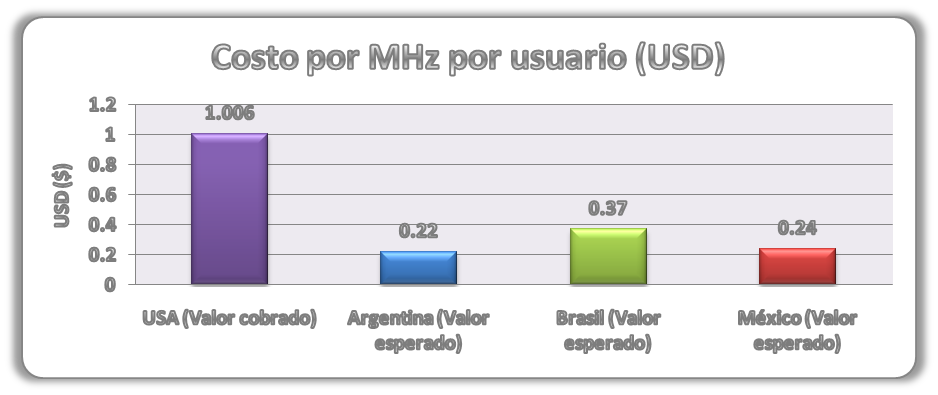 Costo por MHz por usuario (USD)
USD ($)
1.2
1
0.8
0.6
0.4
0.2
0
1.006
0.22
0.37
0.24
USA (Valor cobrado)
Argentina (Valor
esperado)
Brasil (Valor
esperado)
México (Valor
esperado)